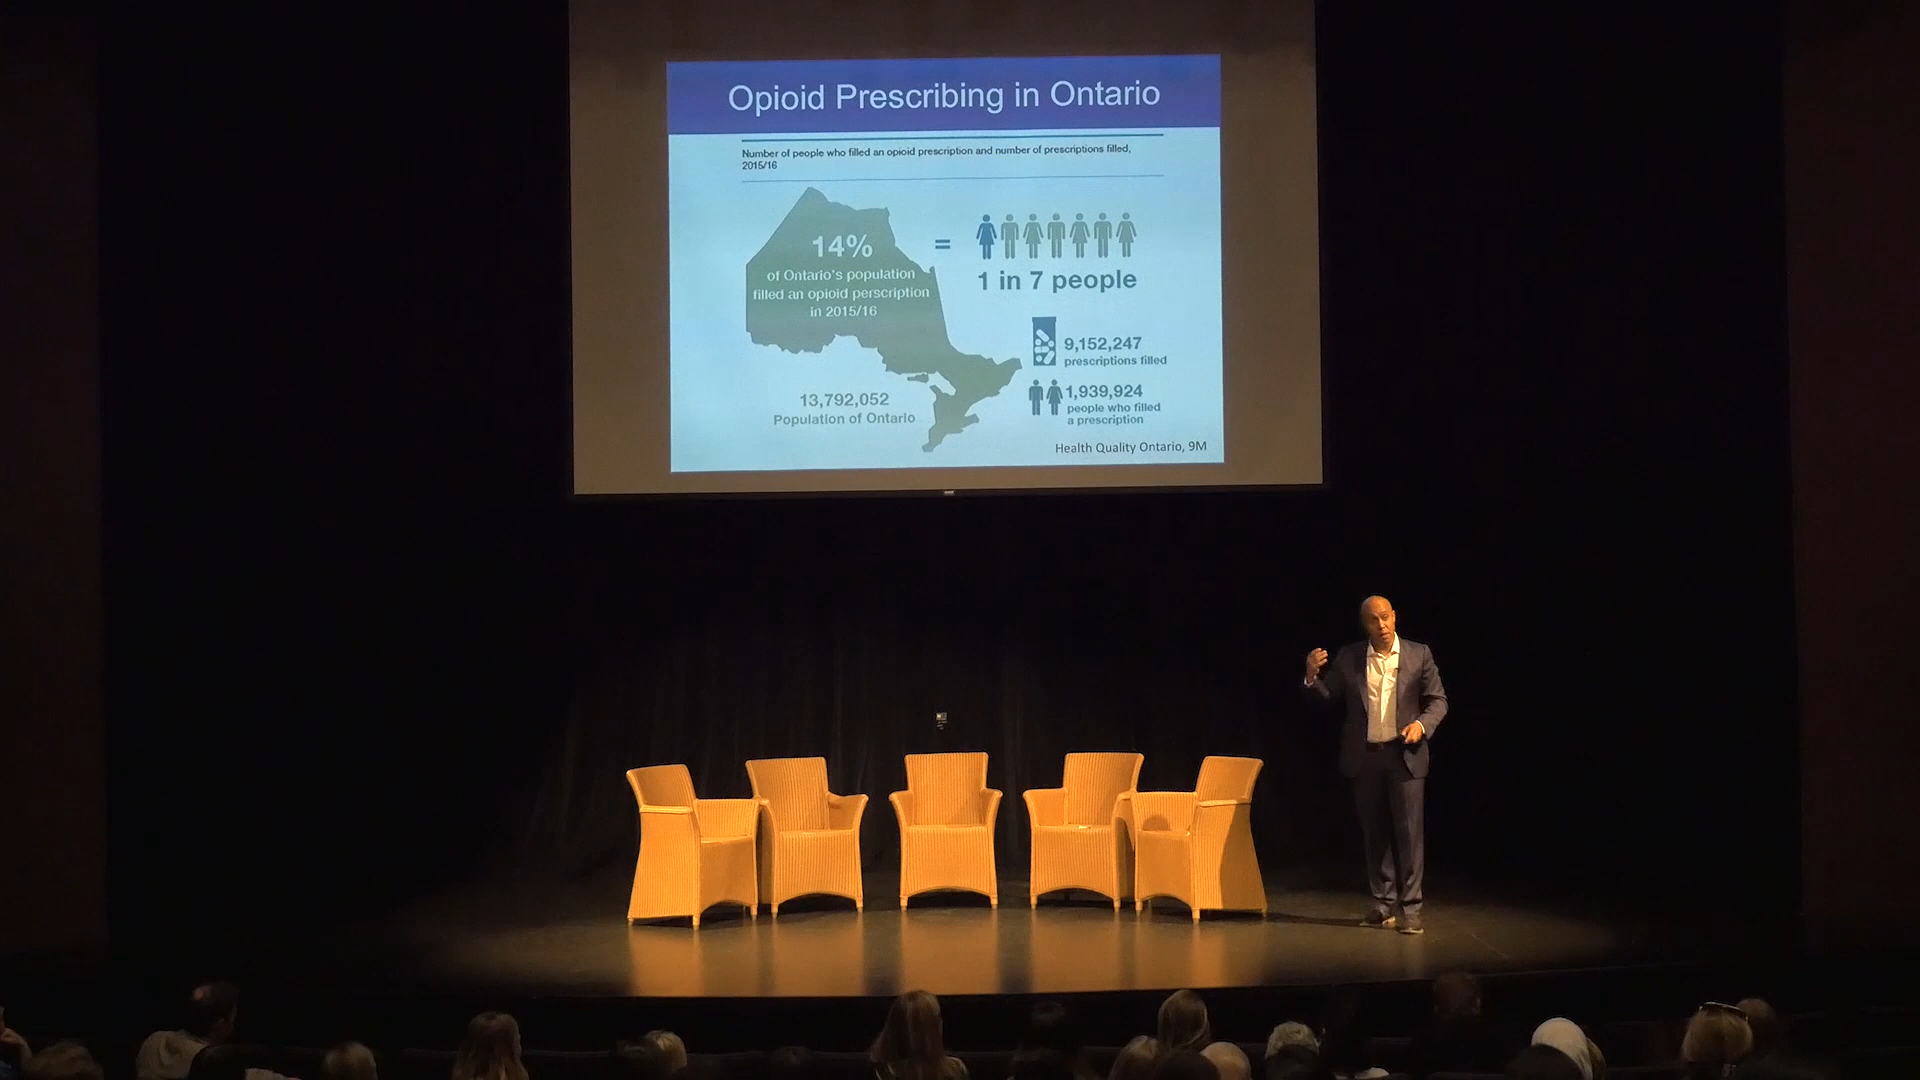 Opioid Prescribing in Ontario
Number of people who filled an opioid prescription and number of prescriptions filled,
2015/16
14%
of Ontario's population
filled an opioid perscription
in 2015/16
=
1 in 7 people
9,152,247
prescriptions filled
1,939,924
people who filled
a prescription
13,792,052
Population of Ontario
Health Quality Ontario, 9M